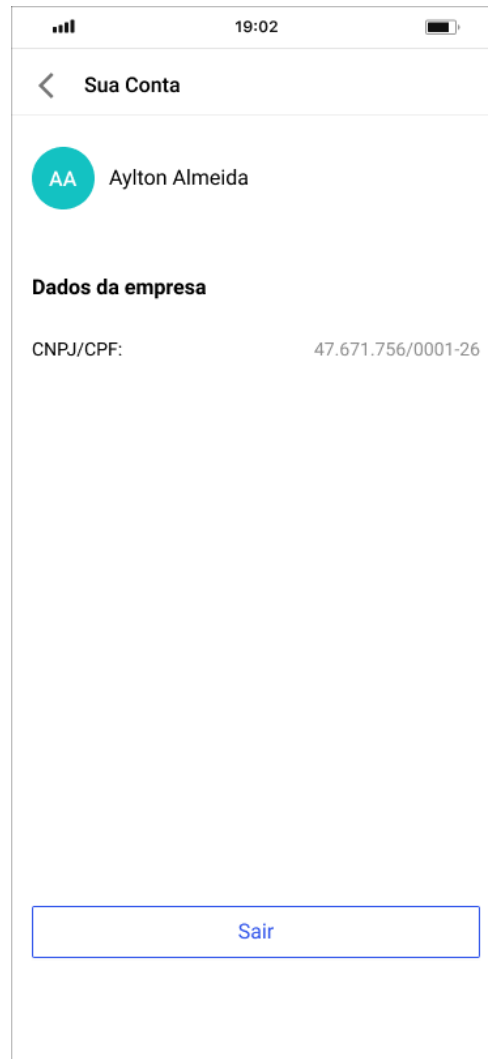 19:02
Sua Conta
AA Aylton Almeida
Dados da empresa
CNPJ/CPF: 47.671.756/0001-26
Sair